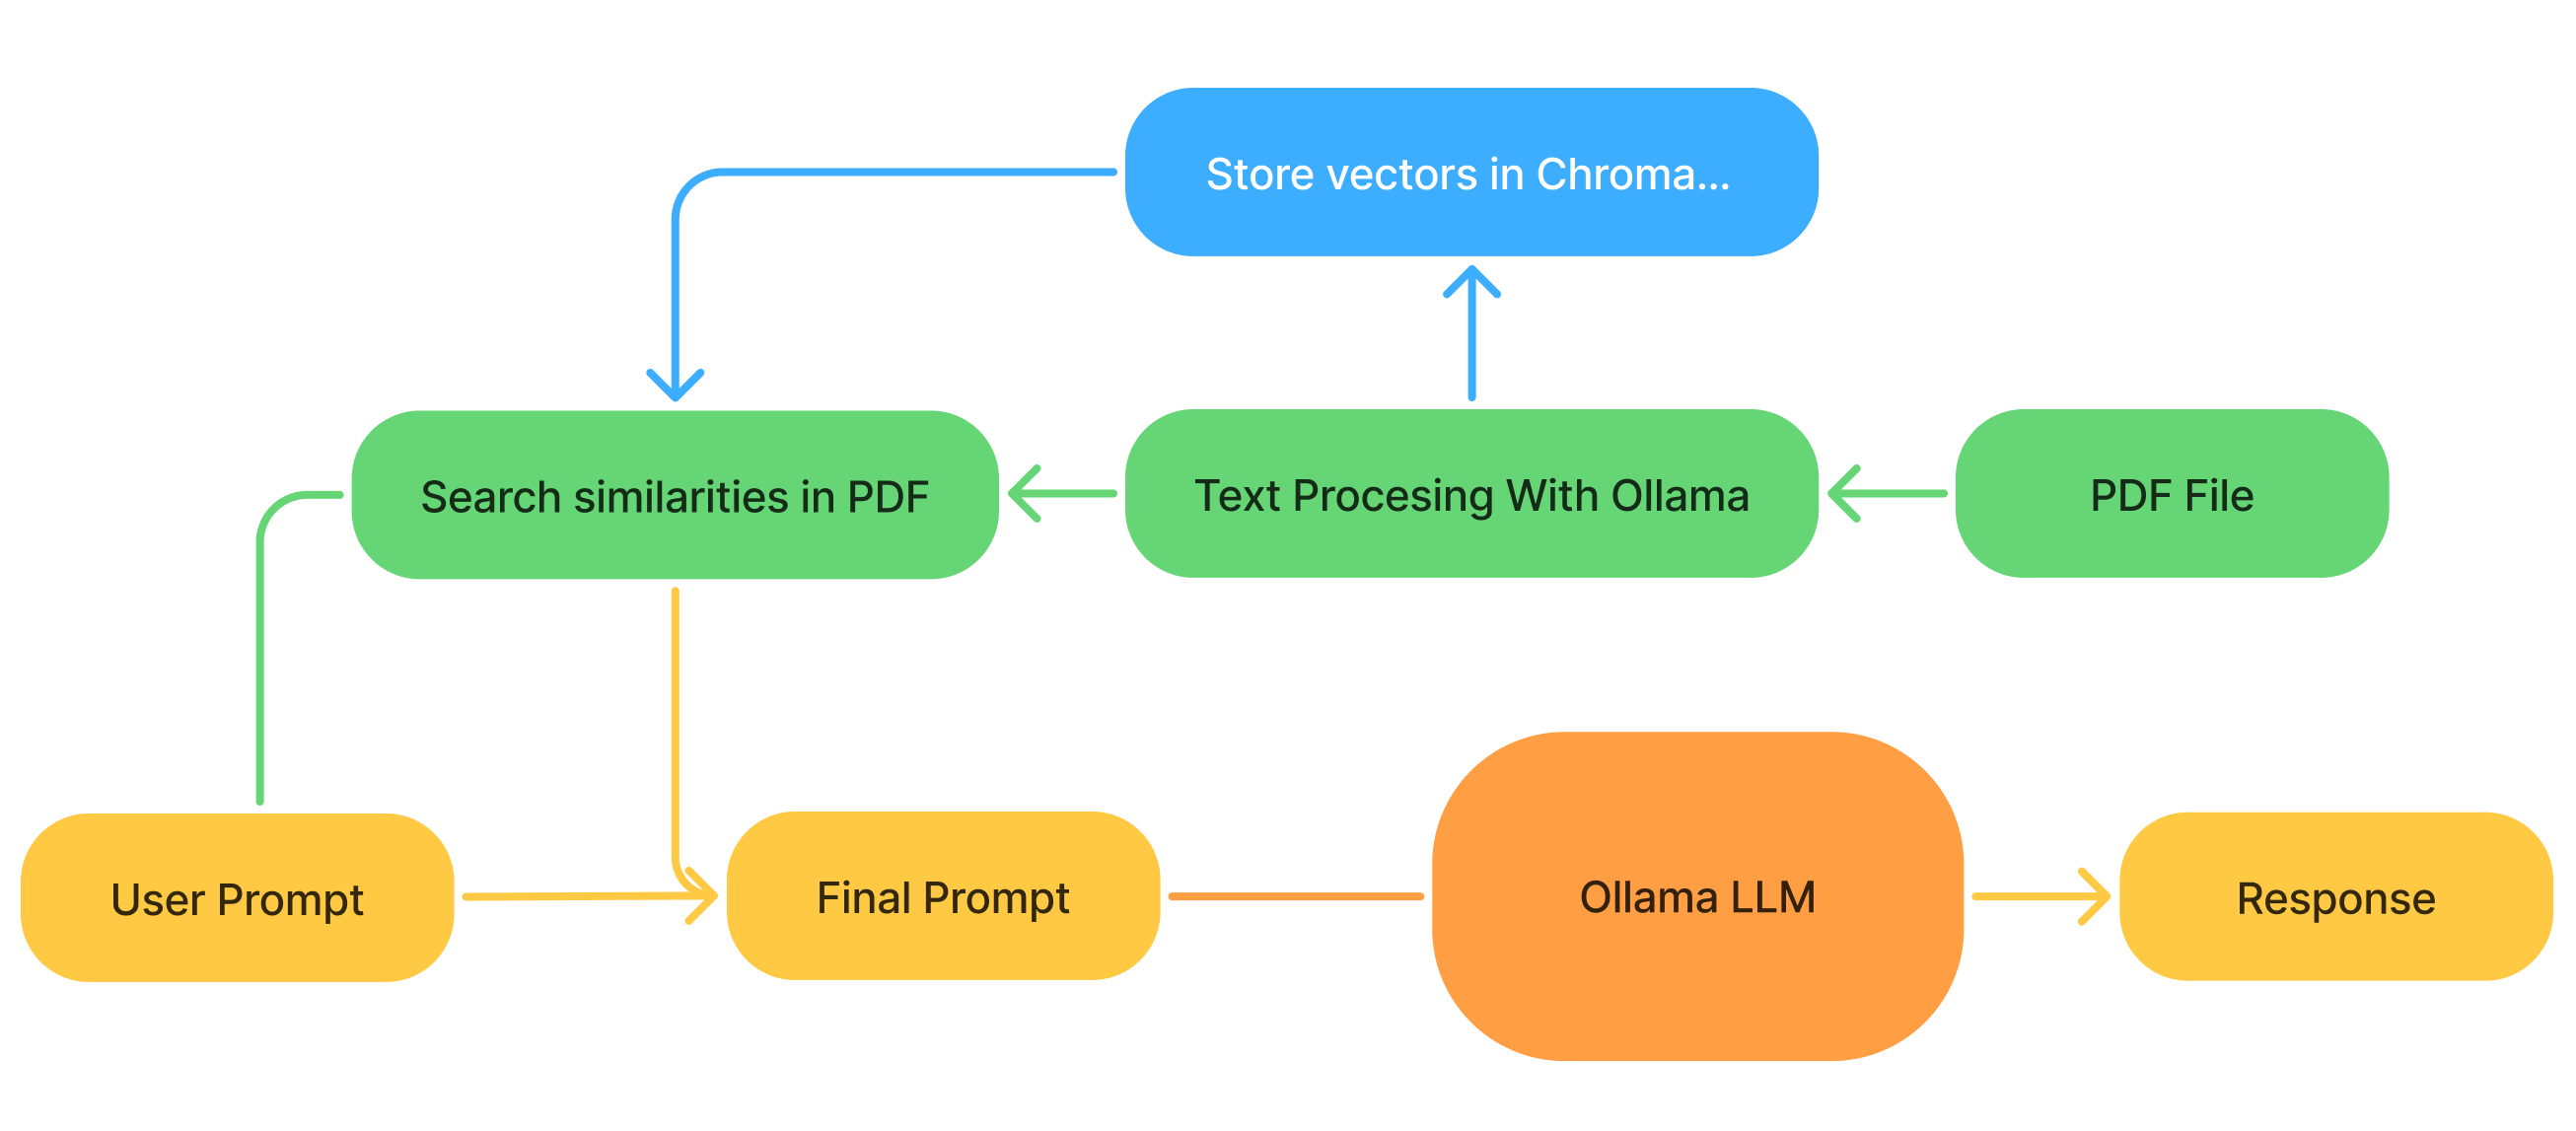 Store vectors in Chroma...
Search similarities in PDF
Text Procesing With Ollama
PDF File
User Prompt
Final Prompt
Ollama LLM
Response